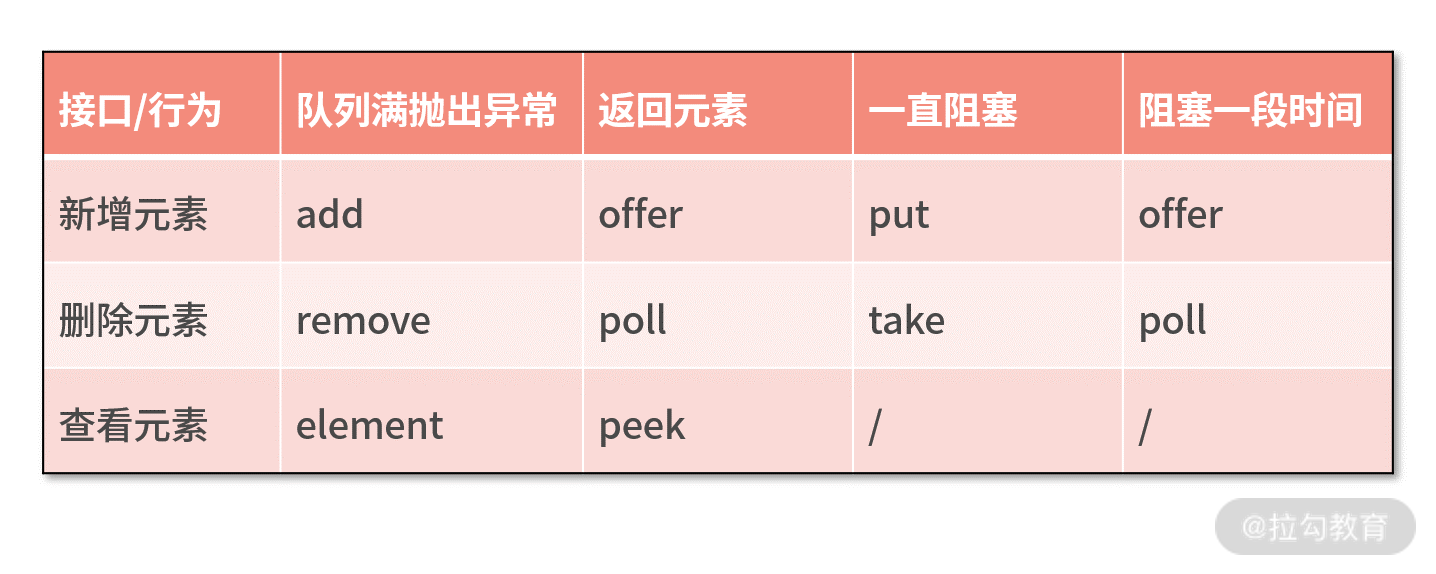 接口/行为 队列满抛出异常 返回元素 一直阻塞 阻塞一段时间
新增元素 add offer put offer
删除元素 remove poll take poll
查看元素 element peek / /
@拉勾教育